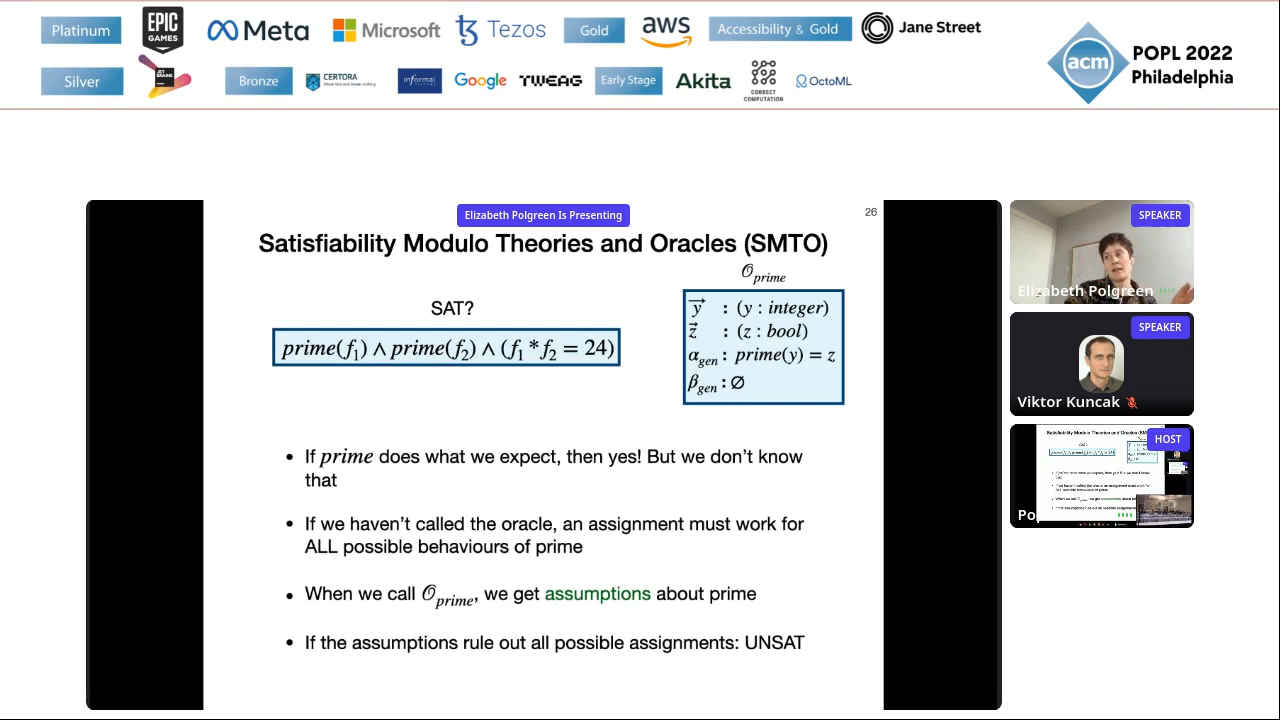 Platinum
EPIC GAMES
Meta
Microsoft
Tezos
Gold
aws
Accessibility & Gold
Jane Street
Silver
JET BRAINS
Bronze
CERTORA
informal
Google
TWEAG
Early Stage
Akita
CORRECT COMPUTATION
OctoML
acm
POPL 2022
Philadelphia
Elizabeth Polgreen Is Presenting
26
Satisfiability Modulo Theories and Oracles (SMTO)
𝒪prime
SAT?
prime(f₁) ∧ prime(f₂) ∧ (f₁ * f₂ = 24)
y⃗ : (y : integer)
z⃗ : (z : bool)
αgen : prime(y) = z
βgen : ∅
• If prime does what we expect, then yes! But we don't know
that
• If we haven't called the oracle, an assignment must work for
ALL possible behaviours of prime
• When we call 𝒪prime, we get assumptions about prime
• If the assumptions rule out all possible assignments: UNSAT
SPEAKER
Elizabeth Polgreen
SPEAKER
Viktor Kuncak
HOST